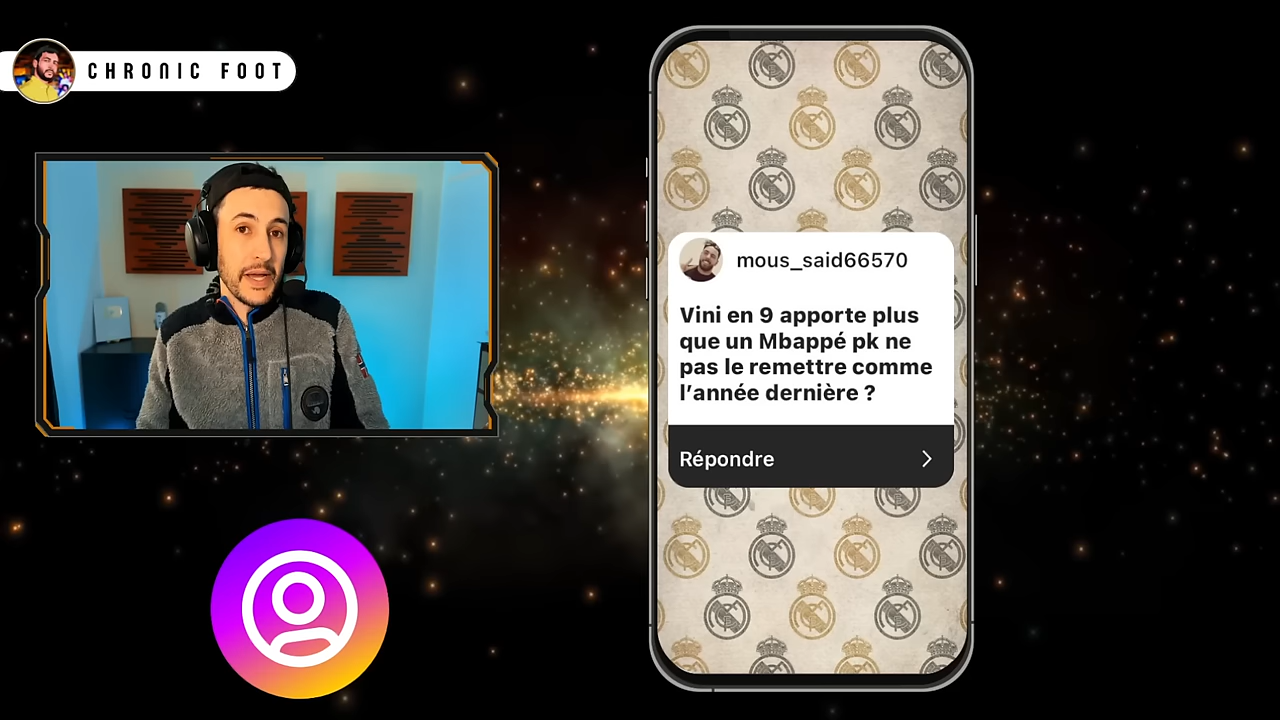 CHRONIC FOOT
mous_said66570
Vini en 9 apporte plus
que un Mbappé pk ne
pas le remettre comme
l’année dernière ?
Répondre